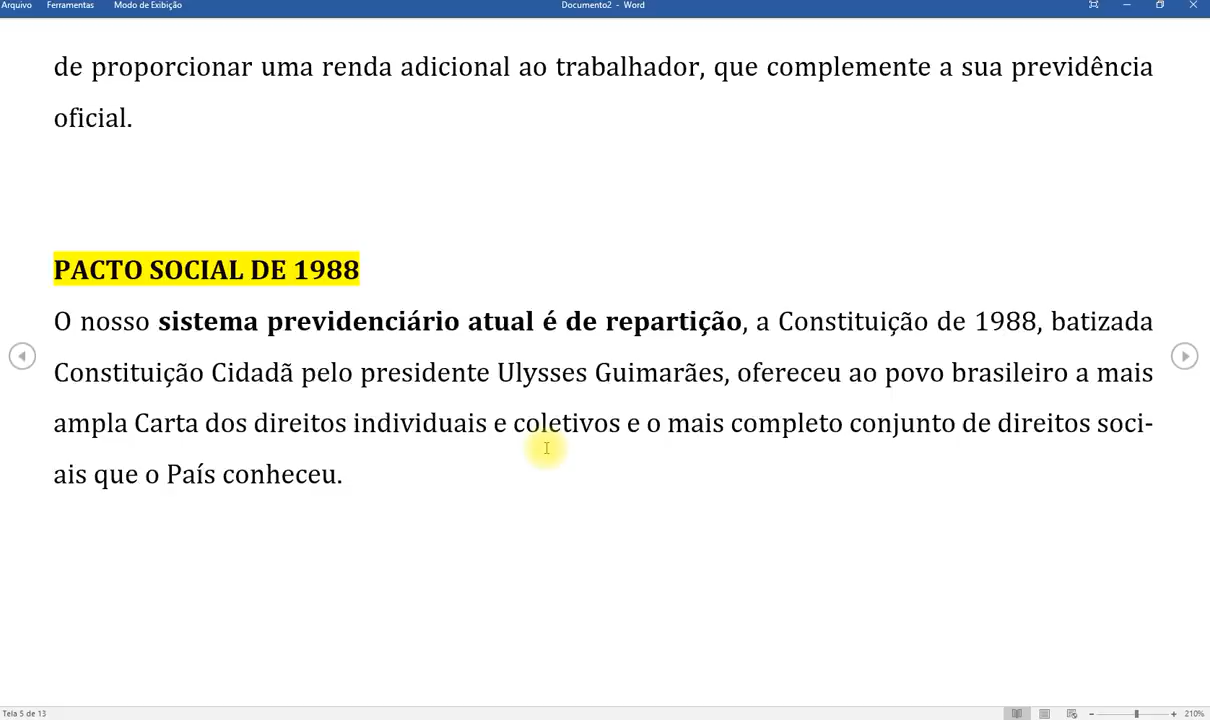 Arquivo Ferramentas Modo de Exibição Documento2 - Word
de proporcionar uma renda adicional ao trabalhador, que complemente a sua previdência
oficial.
PACTO SOCIAL DE 1988
O nosso sistema previdenciário atual é de repartição, a Constituição de 1988, batizada
Constituição Cidadã pelo presidente Ulysses Guimarães, ofereceu ao povo brasileiro a mais
ampla Carta dos direitos individuais e coletivos e o mais completo conjunto de direitos soci-
ais que o País conheceu.
Tela 5 de 13 210%